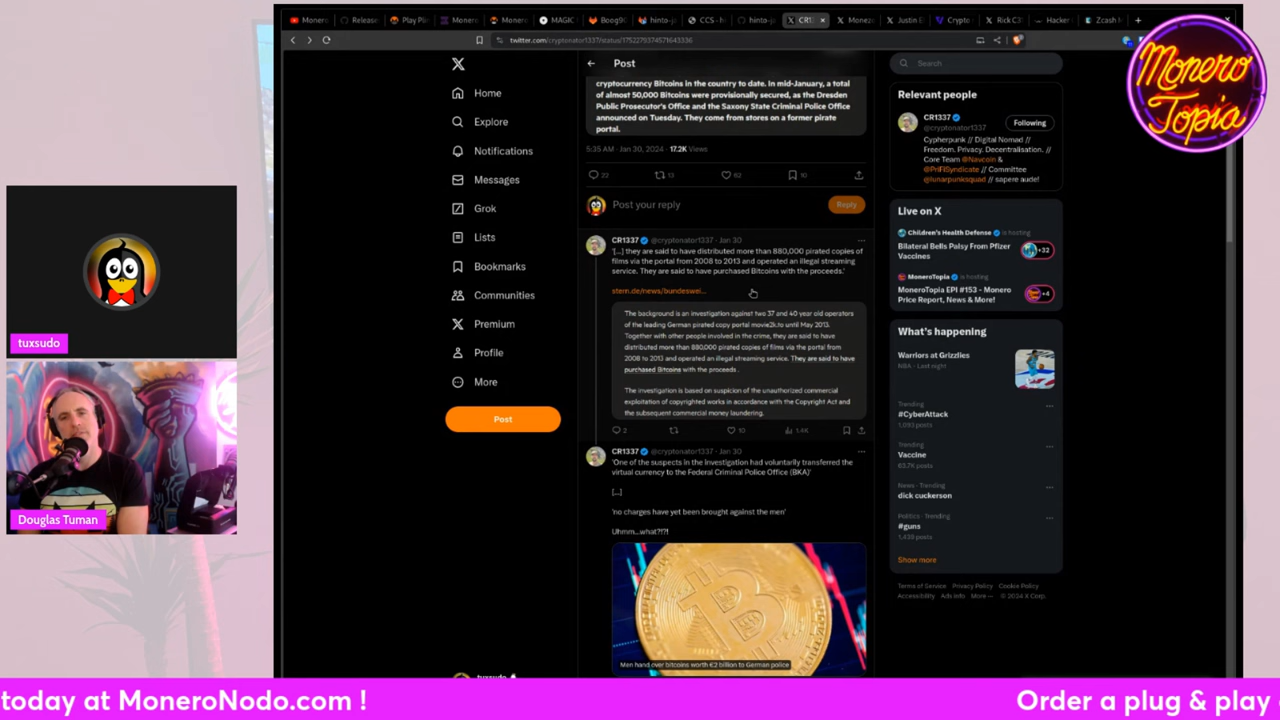 Monero
Release
Play Pl
Monero
Monero
MAGIC
Boog9
hinto-j
CCS - h
hinto-j
CR1
Monez
Justin E
Crypto
Rick C3
Hacker
Zcash
twitter.com/cryptonator1337/status/1752279374571643336
Monero
Topia
Home
Explore
Notifications
Messages
Grok
Lists
Bookmarks
Communities
Premium
Profile
More
Post
tuxsudo
Post
cryptocurrency Bitcoins in the country to date. In mid-January, a total
of almost 50,000 Bitcoins were provisionally secured, as the Dresden
Public Prosecutor's Office and the Saxony State Criminal Police Office
announced on Tuesday. They come from stores on a former pirate
portal.
5:35 AM · Jan 30, 2024 · 17.2K Views
22 13 62 10
Post your reply
Reply
CR1337 @cryptonator1337 · Jan 30
'[...] they are said to have distributed more than 880,000 pirated copies of
films via the portal from 2008 to 2013 and operated an illegal streaming
service. They are said to have purchased Bitcoins with the proceeds.'
stern.de/news/bundeswei...
The background is an investigation against two 37 and 40 year old operators
of the leading German pirated copy portal movie2k.to until May 2013.
Together with other people involved in the crime, they are said to have
distributed more than 880,000 pirated copies of films via the portal from
2008 to 2013 and operated an illegal streaming service. They are said to have
purchased Bitcoins with the proceeds .
The investigation is based on suspicion of the unauthorized commercial
exploitation of copyrighted works in accordance with the Copyright Act and
the subsequent commercial money laundering.
2 10 1.4K
CR1337 @cryptonator1337 · Jan 30
'One of the suspects in the investigation had voluntarily transferred the
virtual currency to the Federal Criminal Police Office (BKA)'
[...]
'no charges have yet been brought against the men'
Uhmm...what?!?!
Men hand over bitcoins worth €2 billion to German police
Search
Relevant people
CR1337
@cryptonator1337
Following
Cypherpunk // Digital Nomad //
Freedom. Privacy. Decentralisation. //
Core Team @Navcoin &
@PriFiSyndicate // Committee
@lunarpunksquad // sapere aude!
Live on X
Children's Health Defense is hosting
Bilateral Bells Palsy From Pfizer
Vaccines
+32
MoneroTopia is hosting
MoneroTopia EPI #153 - Monero
Price Report, News & More!
+4
What's happening
Warriors at Grizzlies
NBA · Last night
Trending
#CyberAttack
1,093 posts
Trending
Vaccine
63.7K posts
News · Trending
dick cuckerson
Politics · Trending
#guns
1,439 posts
Show more
Terms of Service Privacy Policy Cookie Policy
Accessibility Ads info More ··· © 2024 X Corp.
tuxsudo
Douglas Tuman
today at MoneroNodo.com !
Order a plug & play